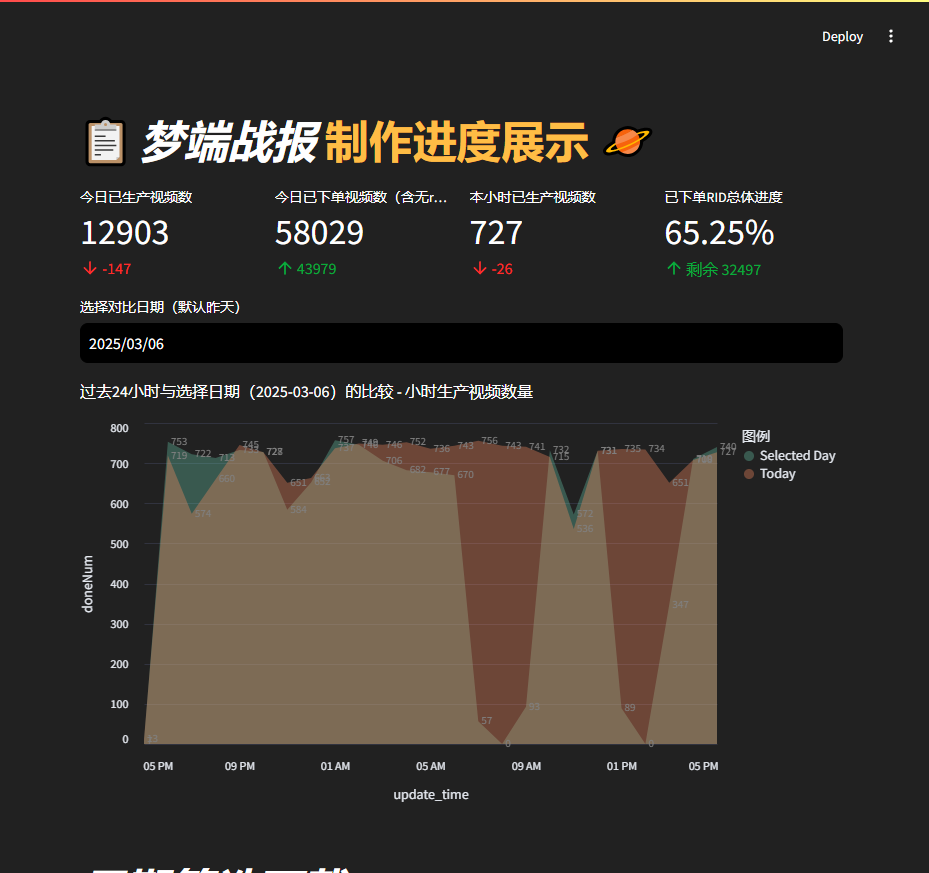 Deploy
梦端战报制作进度展示
今日已生产视频数
12903
-147
今日已下单视频数（含无r...
58029
43979
本小时已生产视频数
727
-26
已下单RID总体进度
65.25%
剩余 32497
选择对比日期（默认昨天）
2025/03/06
过去24小时与选择日期（2025-03-06）的比较 - 小时生产视频数量
图例
Selected Day
Today
doneNum
800
700
600
500
400
300
200
100
0
753
719
722
574
713
660
745
733
728
651
584
663
757
737
746
706
752
682
736
677
743
670
756
57
743
0
741
93
732
715
572
536
731
735
89
734
0
651
347
740
727
13
05 PM
09 PM
01 AM
05 AM
09 AM
01 PM
05 PM
update_time